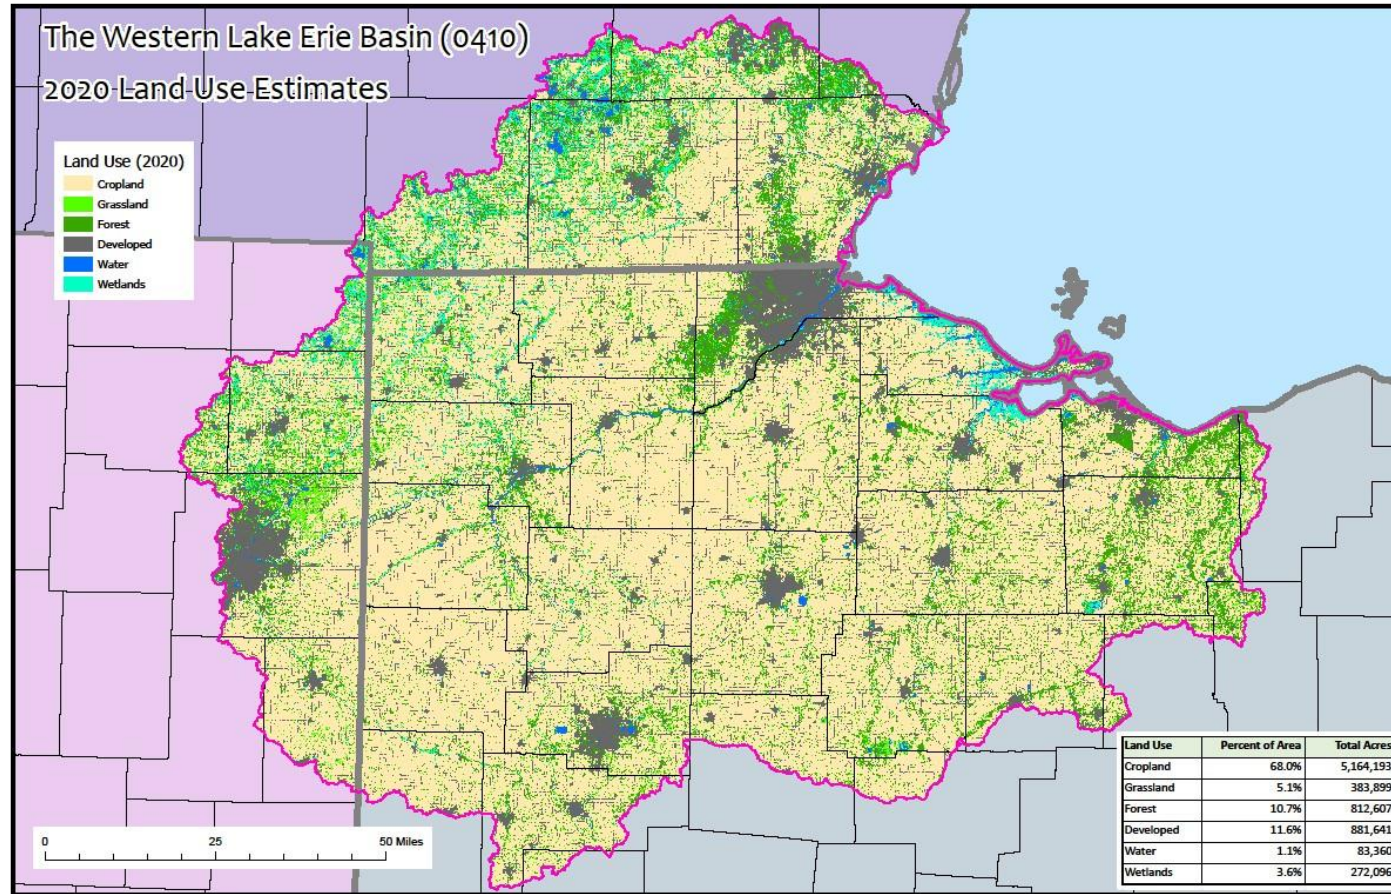 The Western Lake Erie Basin (0410)
2020 Land Use Estimates
Land Use (2020)
Cropland
Grassland
Forest
Developed
Water
Wetlands
0 25 50 Miles
Land Use Percent of Area Total Acres
Cropland 68.0% 5,164,193
Grassland 5.1% 383,899
Forest 10.7% 812,607
Developed 11.6% 881,641
Water 1.1% 83,360
Wetlands 3.6% 272,096